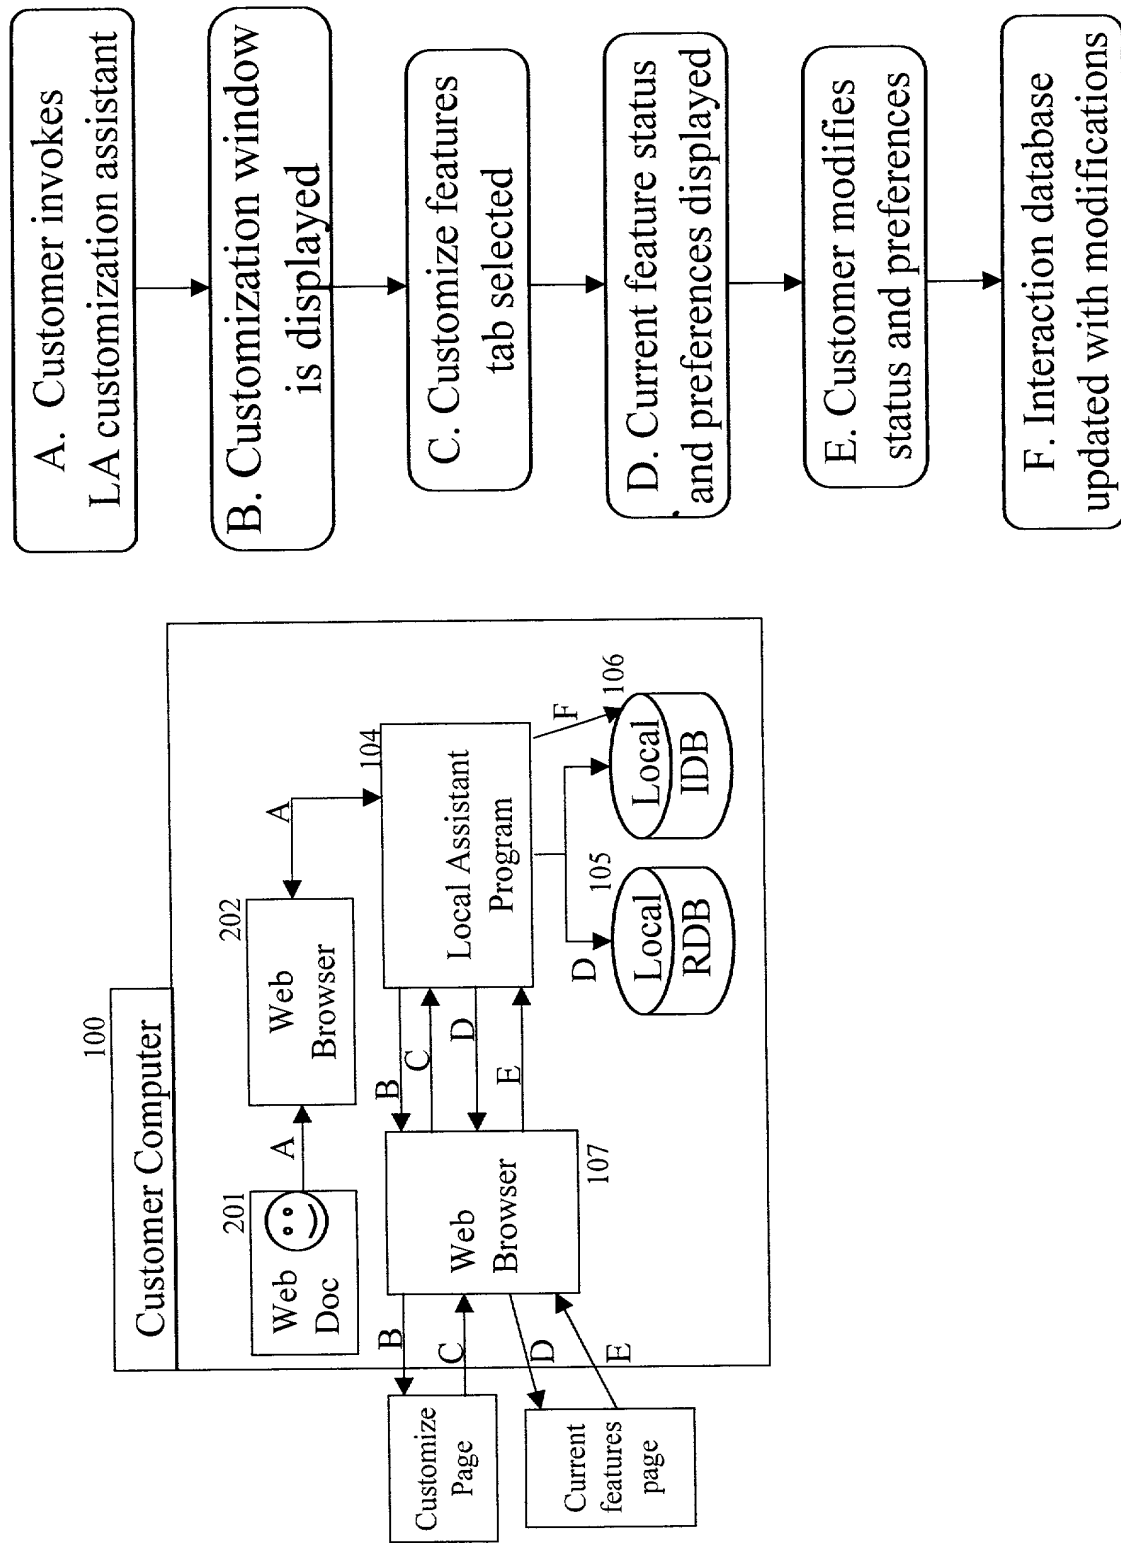 Customer Computer
100
Web
Doc
201
A
Web
Browser
202
A
104
Local Assistant
Program
B
C
D
E
Web
Browser
107
B
C
D
E
Customize
Page
Current
features
page
D
105
Local
RDB
F
106
Local
IDB
A. Customer invokes
LA customization assistant
B. Customization window
is displayed
C. Customize features
tab selected
D. Current feature status
and preferences displayed
E. Customer modifies
status and preferences
F. Interaction database
updated with modifications